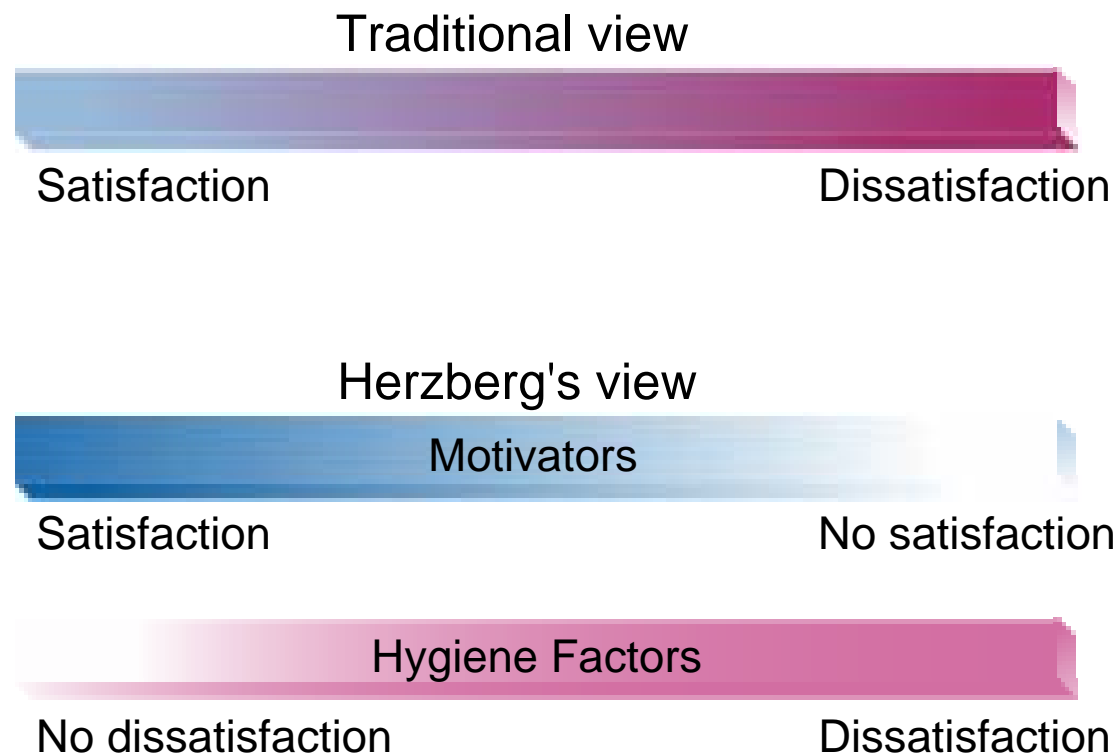 Traditional view
Satisfaction Dissatisfaction
Herzberg's view
Motivators
Satisfaction No satisfaction
Hygiene Factors
No dissatisfaction Dissatisfaction